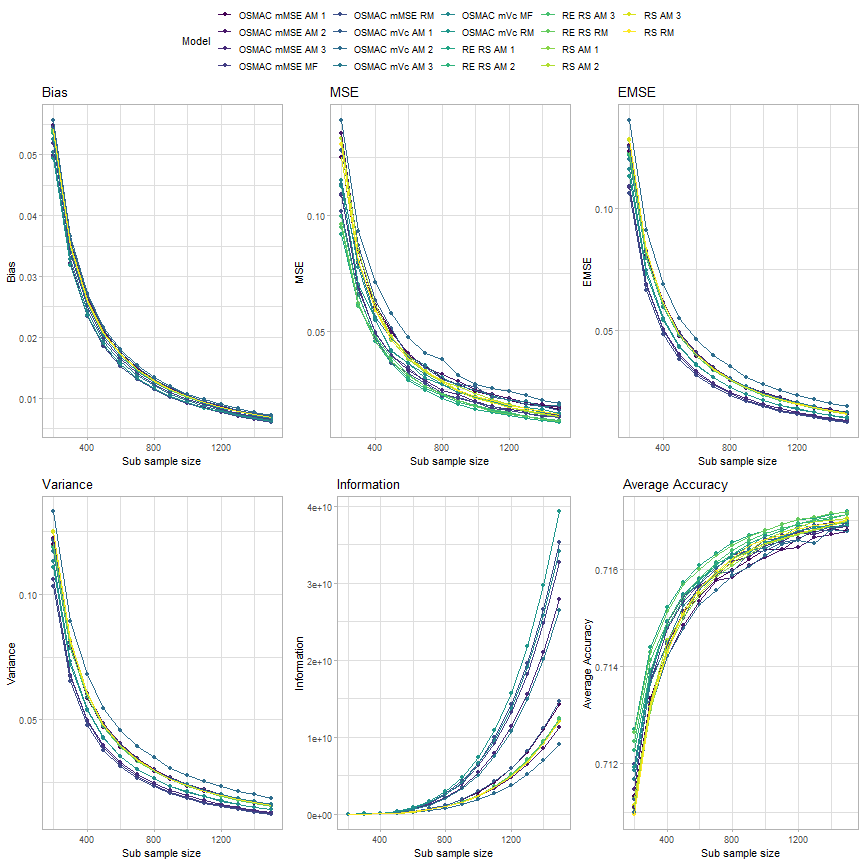 OSMAC mMSE AM 1 OSMAC mMSE RM OSMAC mVc MF RE RS AM 3 RS AM 3
Model OSMAC mMSE AM 2 OSMAC mVc AM 1 OSMAC mVc RM RE RS RM RS RM
OSMAC mMSE AM 3 OSMAC mVc AM 2 RE RS AM 1 RS AM 1
OSMAC mMSE MF OSMAC mVc AM 3 RE RS AM 2 RS AM 2
Bias MSE EMSE
0.05
0.04
0.03
0.02
0.01
Bias
400 800 1200
Sub sample size
0.10
0.05
MSE
400 800 1200
Sub sample size
0.10
0.05
EMSE
400 800 1200
Sub sample size
Variance Information Average Accuracy
0.10
0.05
Variance
400 800 1200
Sub sample size
4e+10
3e+10
2e+10
1e+10
0e+00
Information
400 800 1200
Sub sample size
0.716
0.714
0.712
Average Accuracy
400 800 1200
Sub sample size